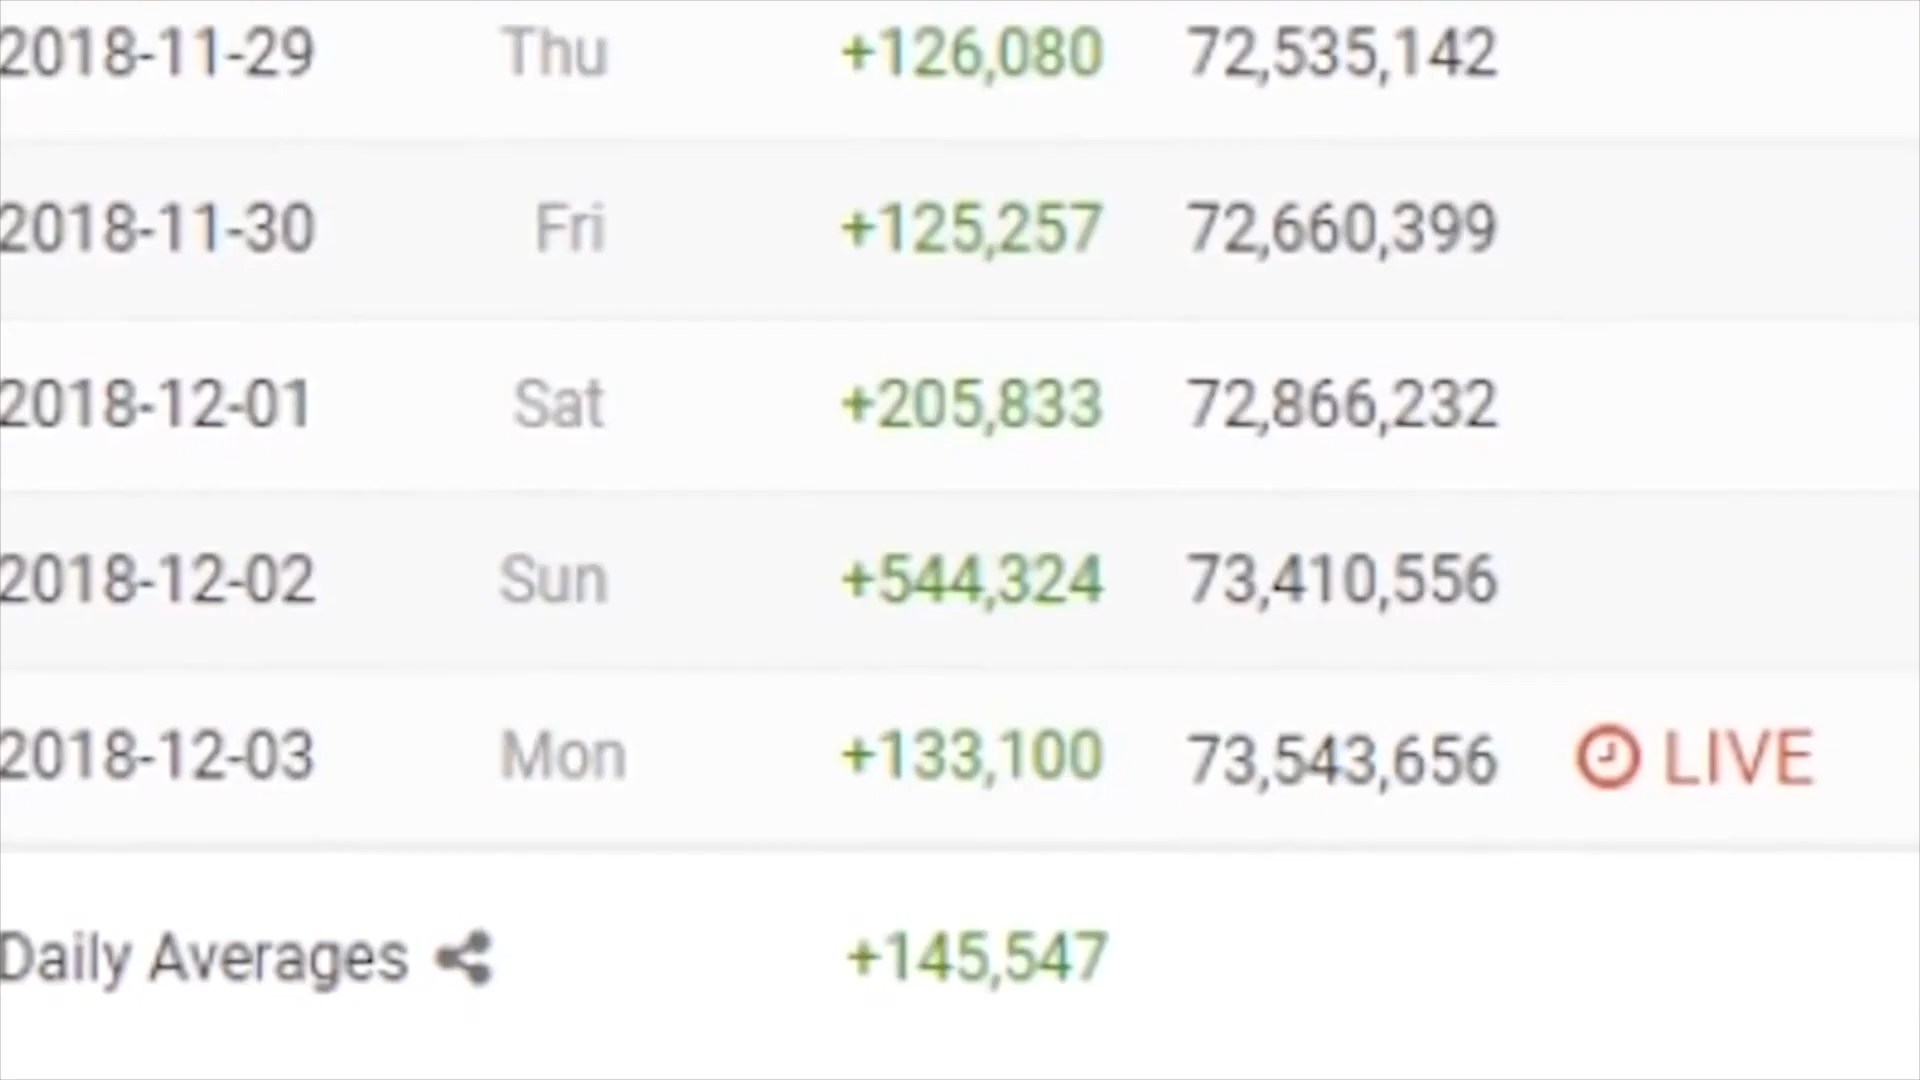 2018-11-29 Thu +126,080 72,535,142
2018-11-30 Fri +125,257 72,660,399
2018-12-01 Sat +205,833 72,866,232
2018-12-02 Sun +544,324 73,410,556
2018-12-03 Mon +133,100 73,543,656 LIVE
Daily Averages +145,547